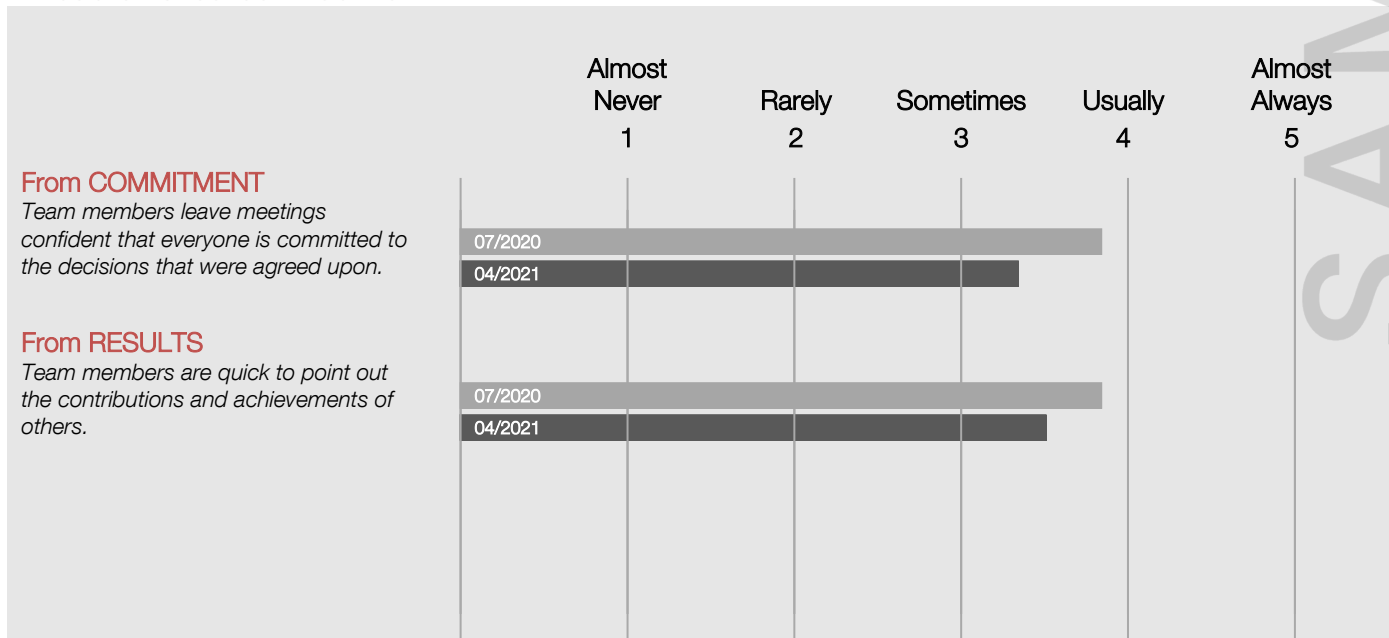 Almost
Never
Rarely
Sometimes
Usually
Almost
Always
1
2
3
4
5
From COMMITMENT
Team members leave meetings
confident that everyone is committed to
the decisions that were agreed upon.
07/2020
04/2021
From RESULTS
Team members are quick to point out
the contributions and achievements of
others.
07/2020
04/2021